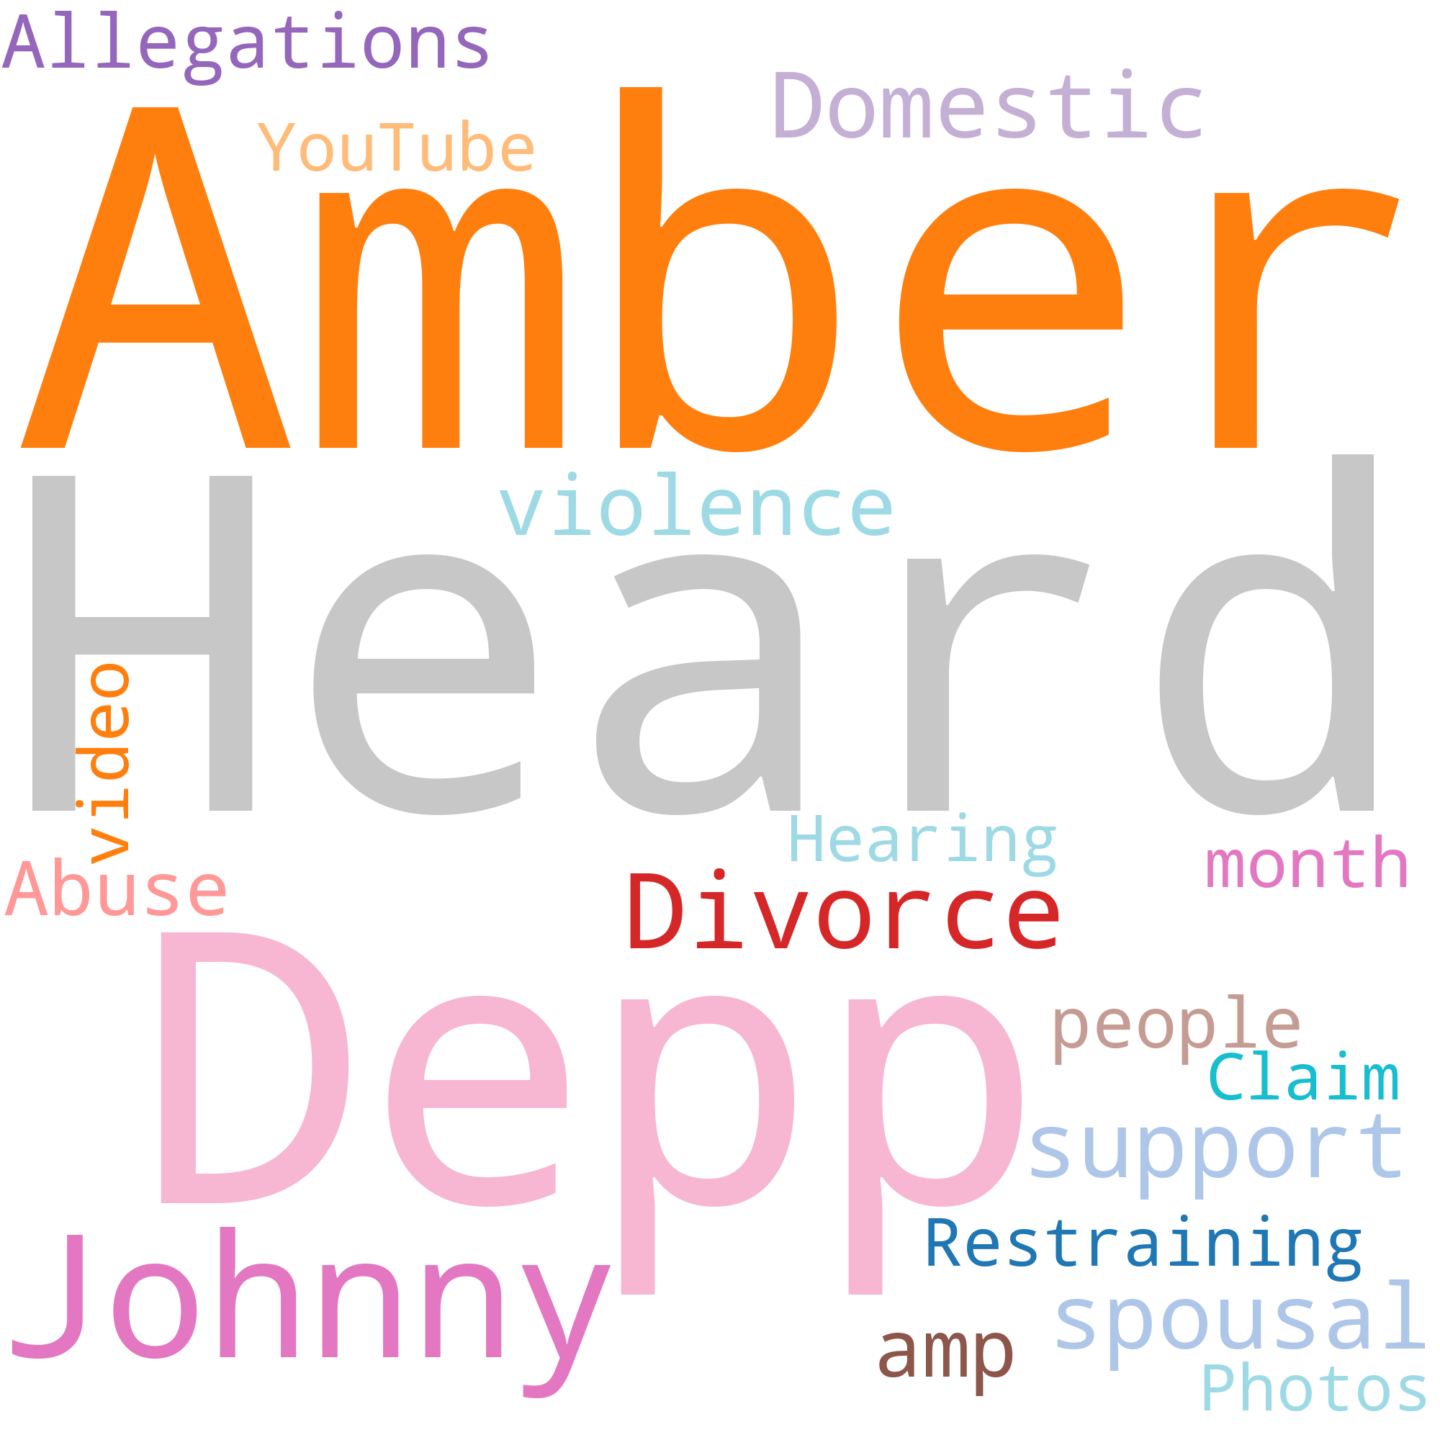 Allegations
Domestic
YouTube
Amber
violence
Heard
video
Hearing
month
Abuse
Divorce
Depp
people
Claim
support
Restraining
Johnny
spousal
amp
Photos